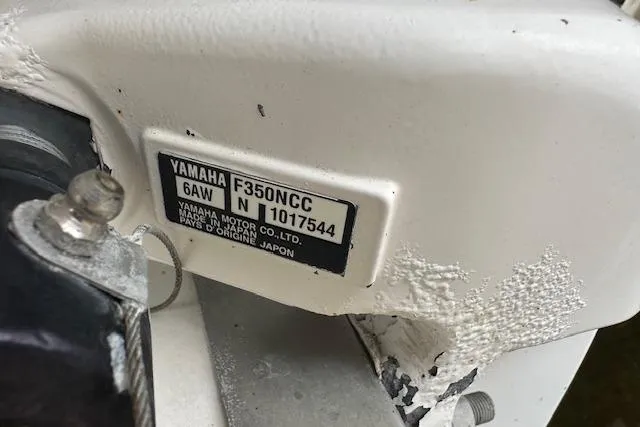 YAMAHA F350NCC
6AW N 1017544
YAMAHA MOTOR CO.,LTD.
MADE IN JAPAN
PAYS D'ORIGINE JAPON